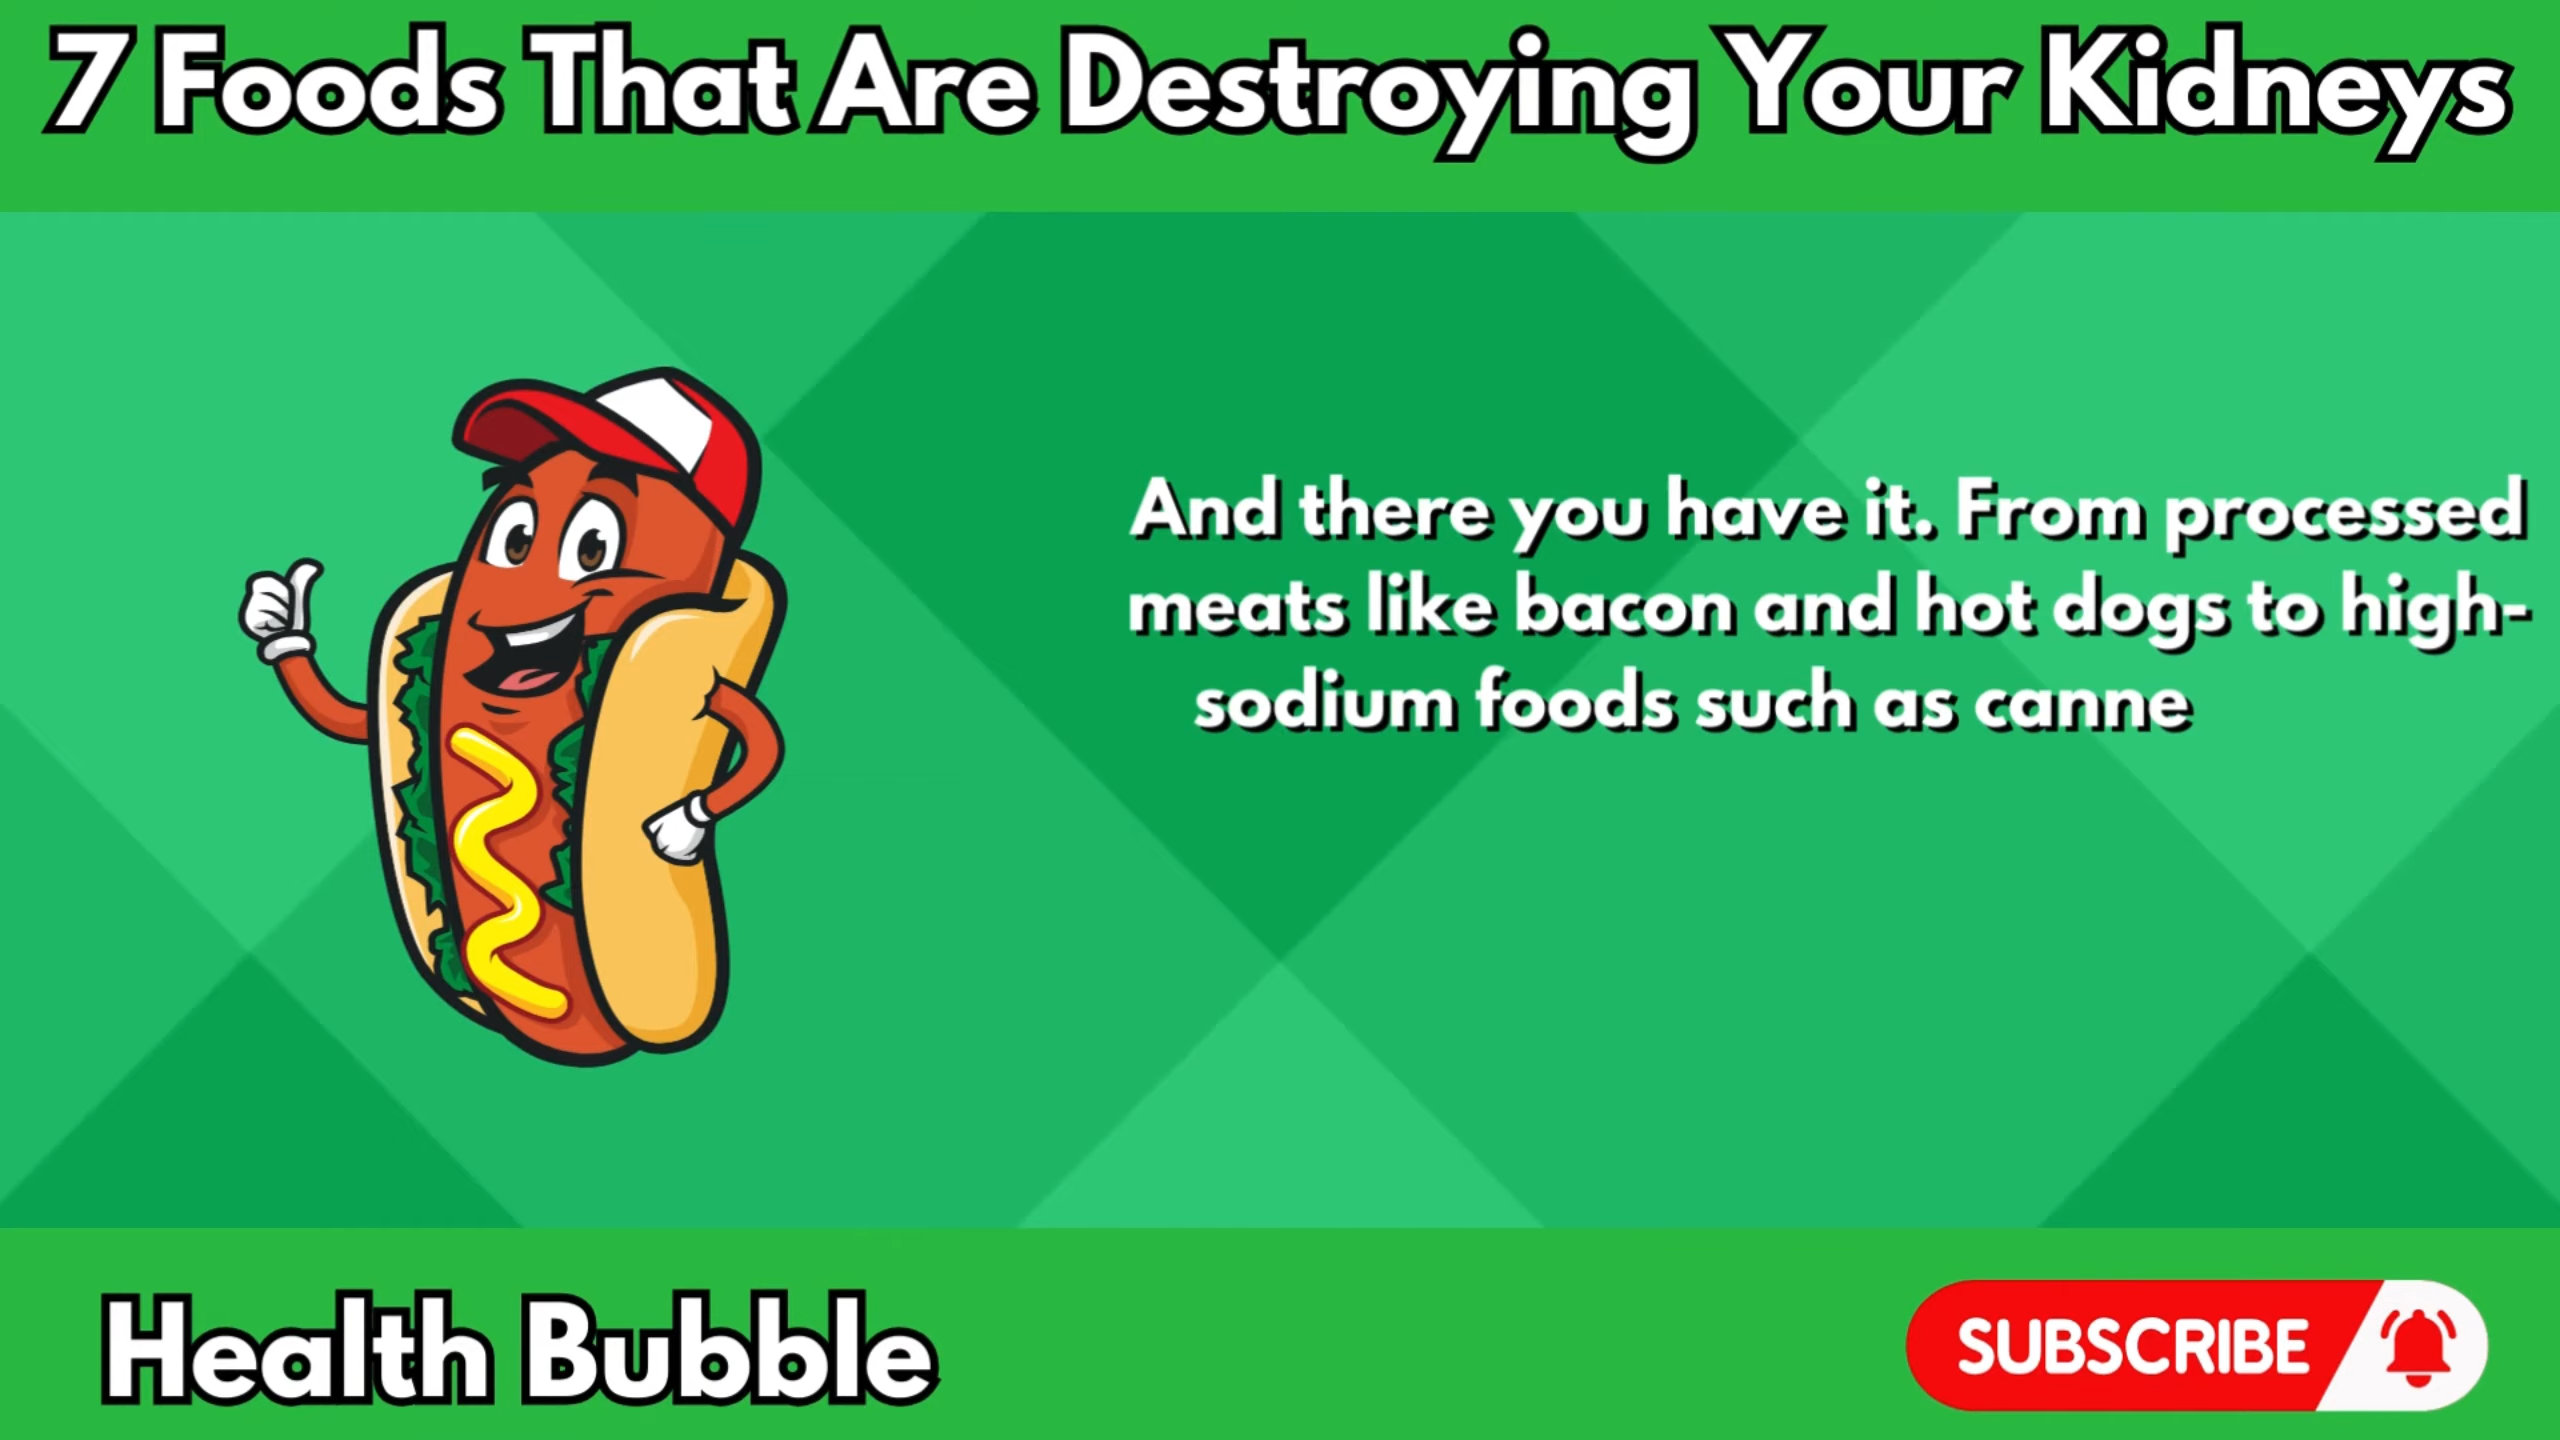 7 Foods That Are Destroying Your Kidneys
And there you have it. From processed
meats like bacon and hot dogs to high-
sodium foods such as canne
Health Bubble
SUBSCRIBE